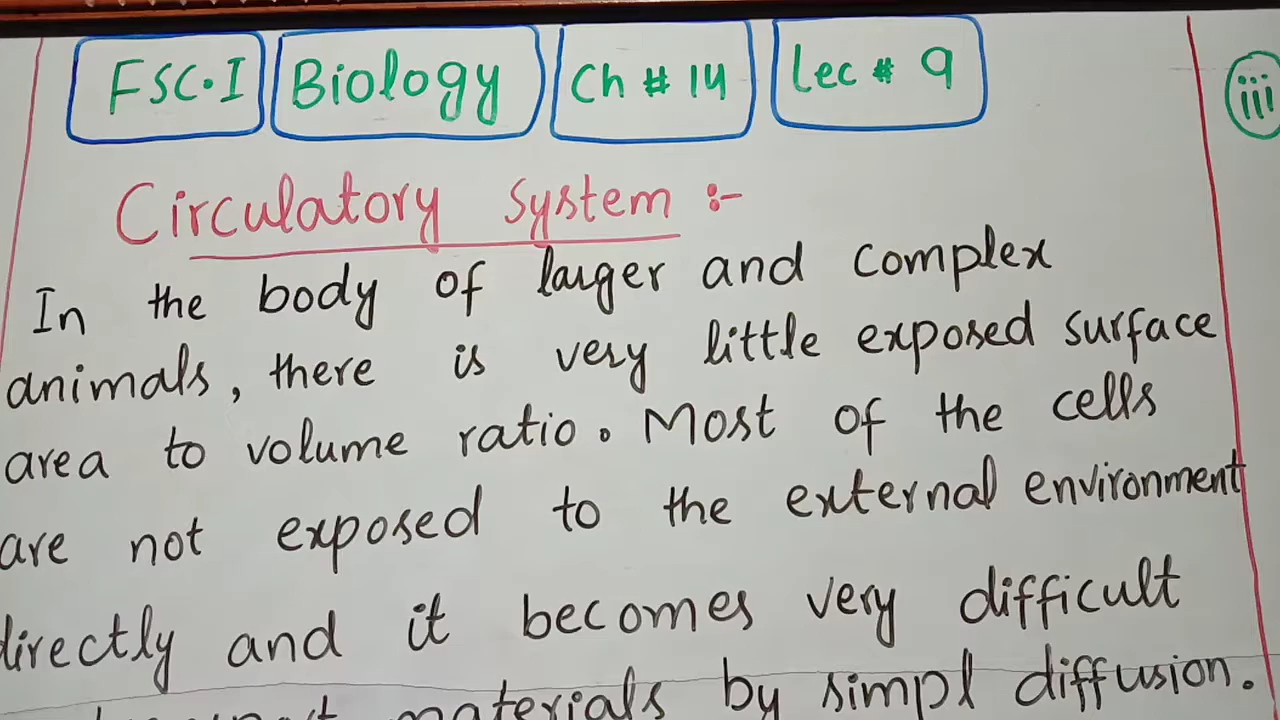 FSC.I Biology Ch # 14 Lec # 9
iii
Circulatory System :-
In the body of larger and complex
animals, there is very little exposed surface
area to volume ratio. Most of the cells
are not exposed to the external environment
directly and it becomes very difficult
materials by simpl diffusion.